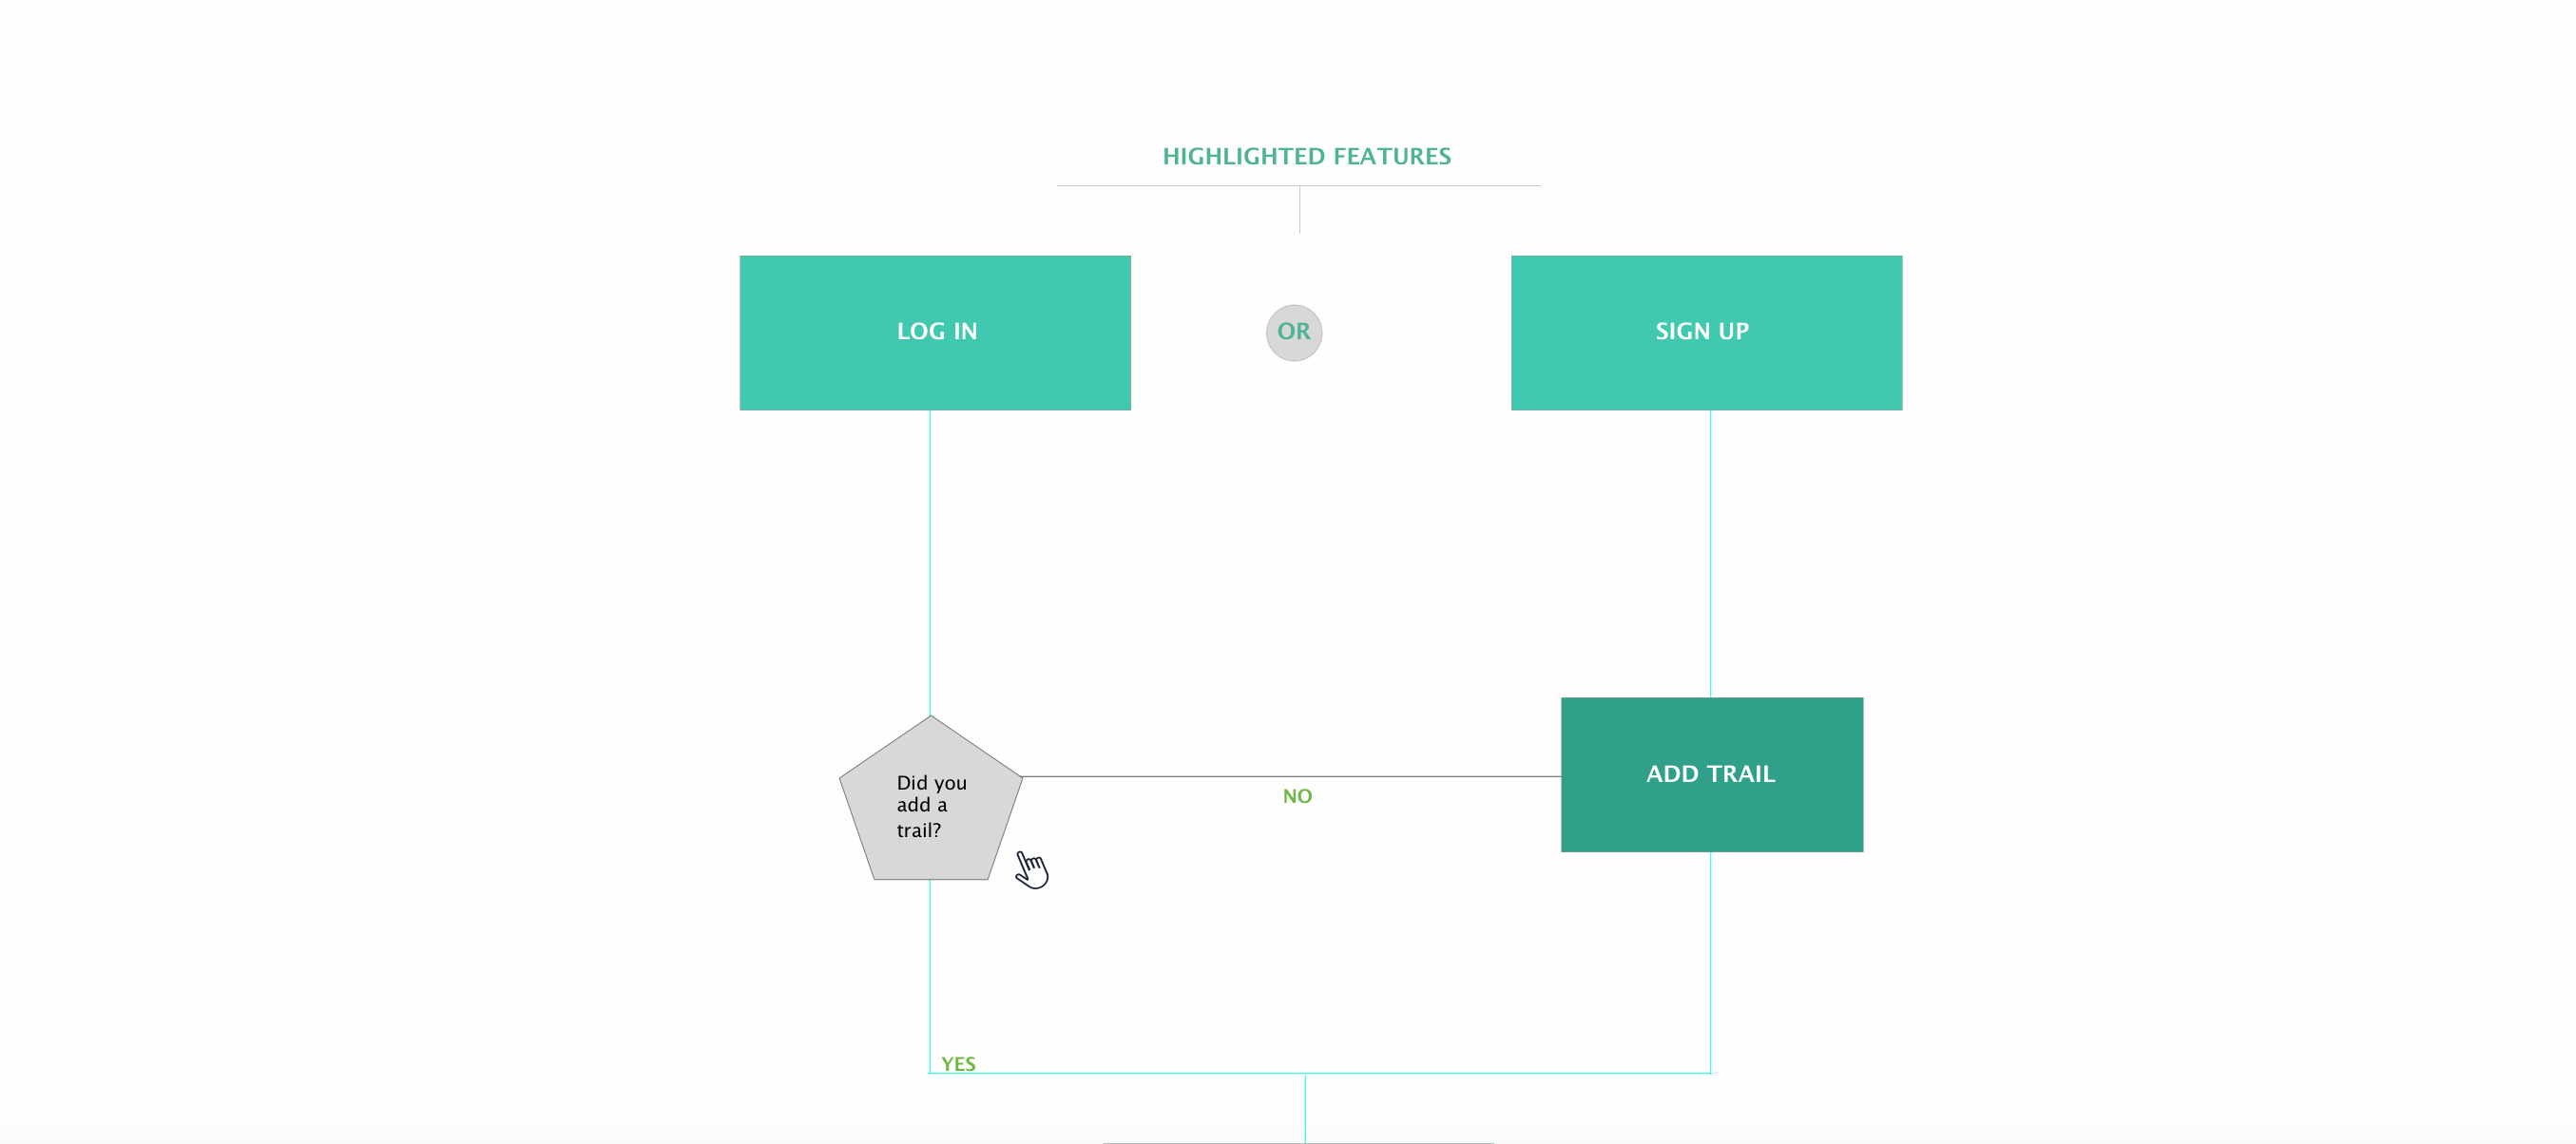 HIGHLIGHTED FEATURES
LOG IN
OR
SIGN UP
Did you
add a
trail?
NO
ADD TRAIL
YES